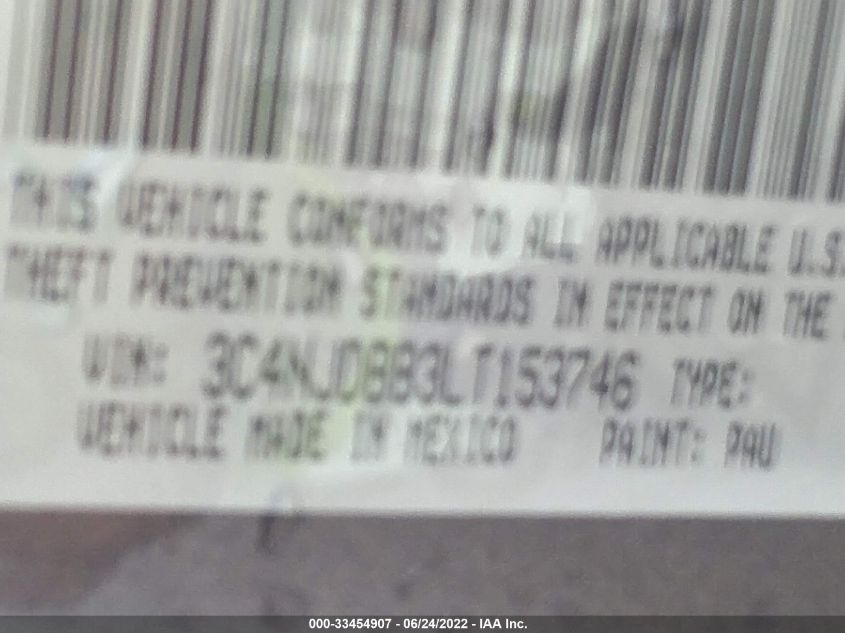 THIS VEHICLE CONFORMS TO ALL APPLICABLE U.S.
THEFT PREVENTION STANDARDS IN EFFECT ON THE
VIN: 3C4NJDBB3LT153746 TYPE:
VEHICLE MADE IN MEXICO PAINT: PAU
000-33454907 - 06/24/2022 - IAA Inc.